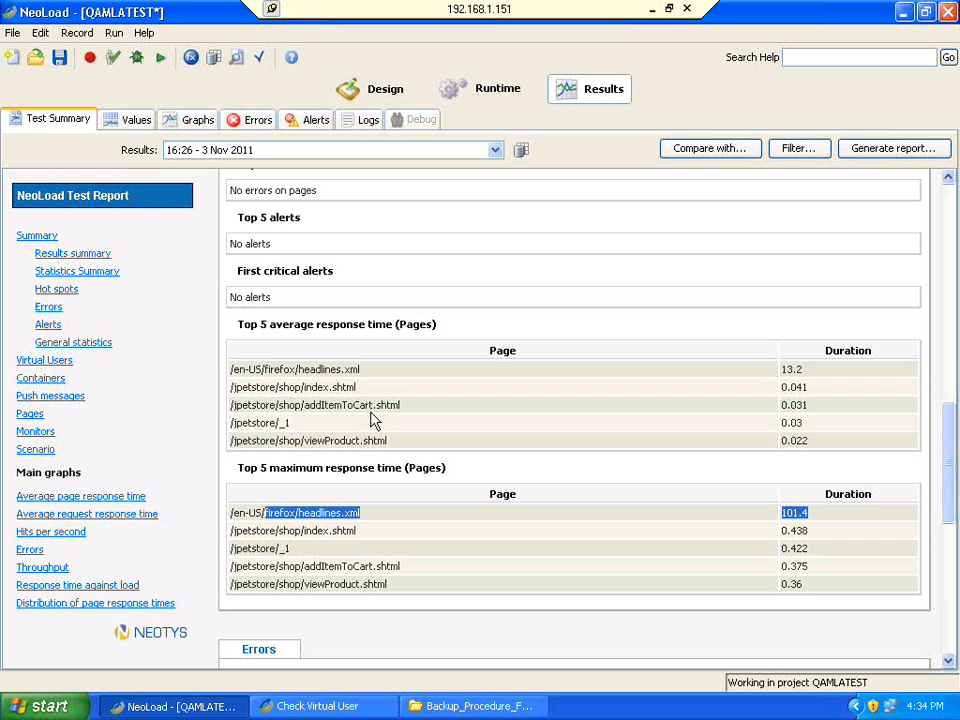 NeoLoad - [QAMLATEST*]
192.168.1.151
File Edit Record Run Help
Search Help Go
Design Runtime Results
Test Summary Values Graphs Errors Alerts Logs Debug
Results: 16:26 - 3 Nov 2011 Compare with... Filter... Generate report...
NeoLoad Test Report
Summary
Results summary
Statistics Summary
Hot spots
Errors
Alerts
General statistics
Virtual Users
Containers
Push messages
Pages
Monitors
Scenario
Main graphs
Average page response time
Average request response time
Hits per second
Errors
Throughput
Response time against load
Distribution of page response times
NEOTYS
No errors on pages
Top 5 alerts
No alerts
First critical alerts
No alerts
Top 5 average response time (Pages)
Page Duration
/en-US/firefox/headlines.xml 13.2
/jpetstore/shop/index.shtml 0.041
/jpetstore/shop/addItemToCart.shtml 0.031
/jpetstore/_1 0.03
/jpetstore/shop/viewProduct.shtml 0.022
Top 5 maximum response time (Pages)
Page Duration
/en-US/firefox/headlines.xml 101.4
/jpetstore/shop/index.shtml 0.438
/jpetstore/_1 0.422
/jpetstore/shop/addItemToCart.shtml 0.375
/jpetstore/shop/viewProduct.shtml 0.36
Errors
Working in project QAMLATEST
start NeoLoad - [QAMLATE... Check Virtual User Backup_Procedure_F... 4:34 PM